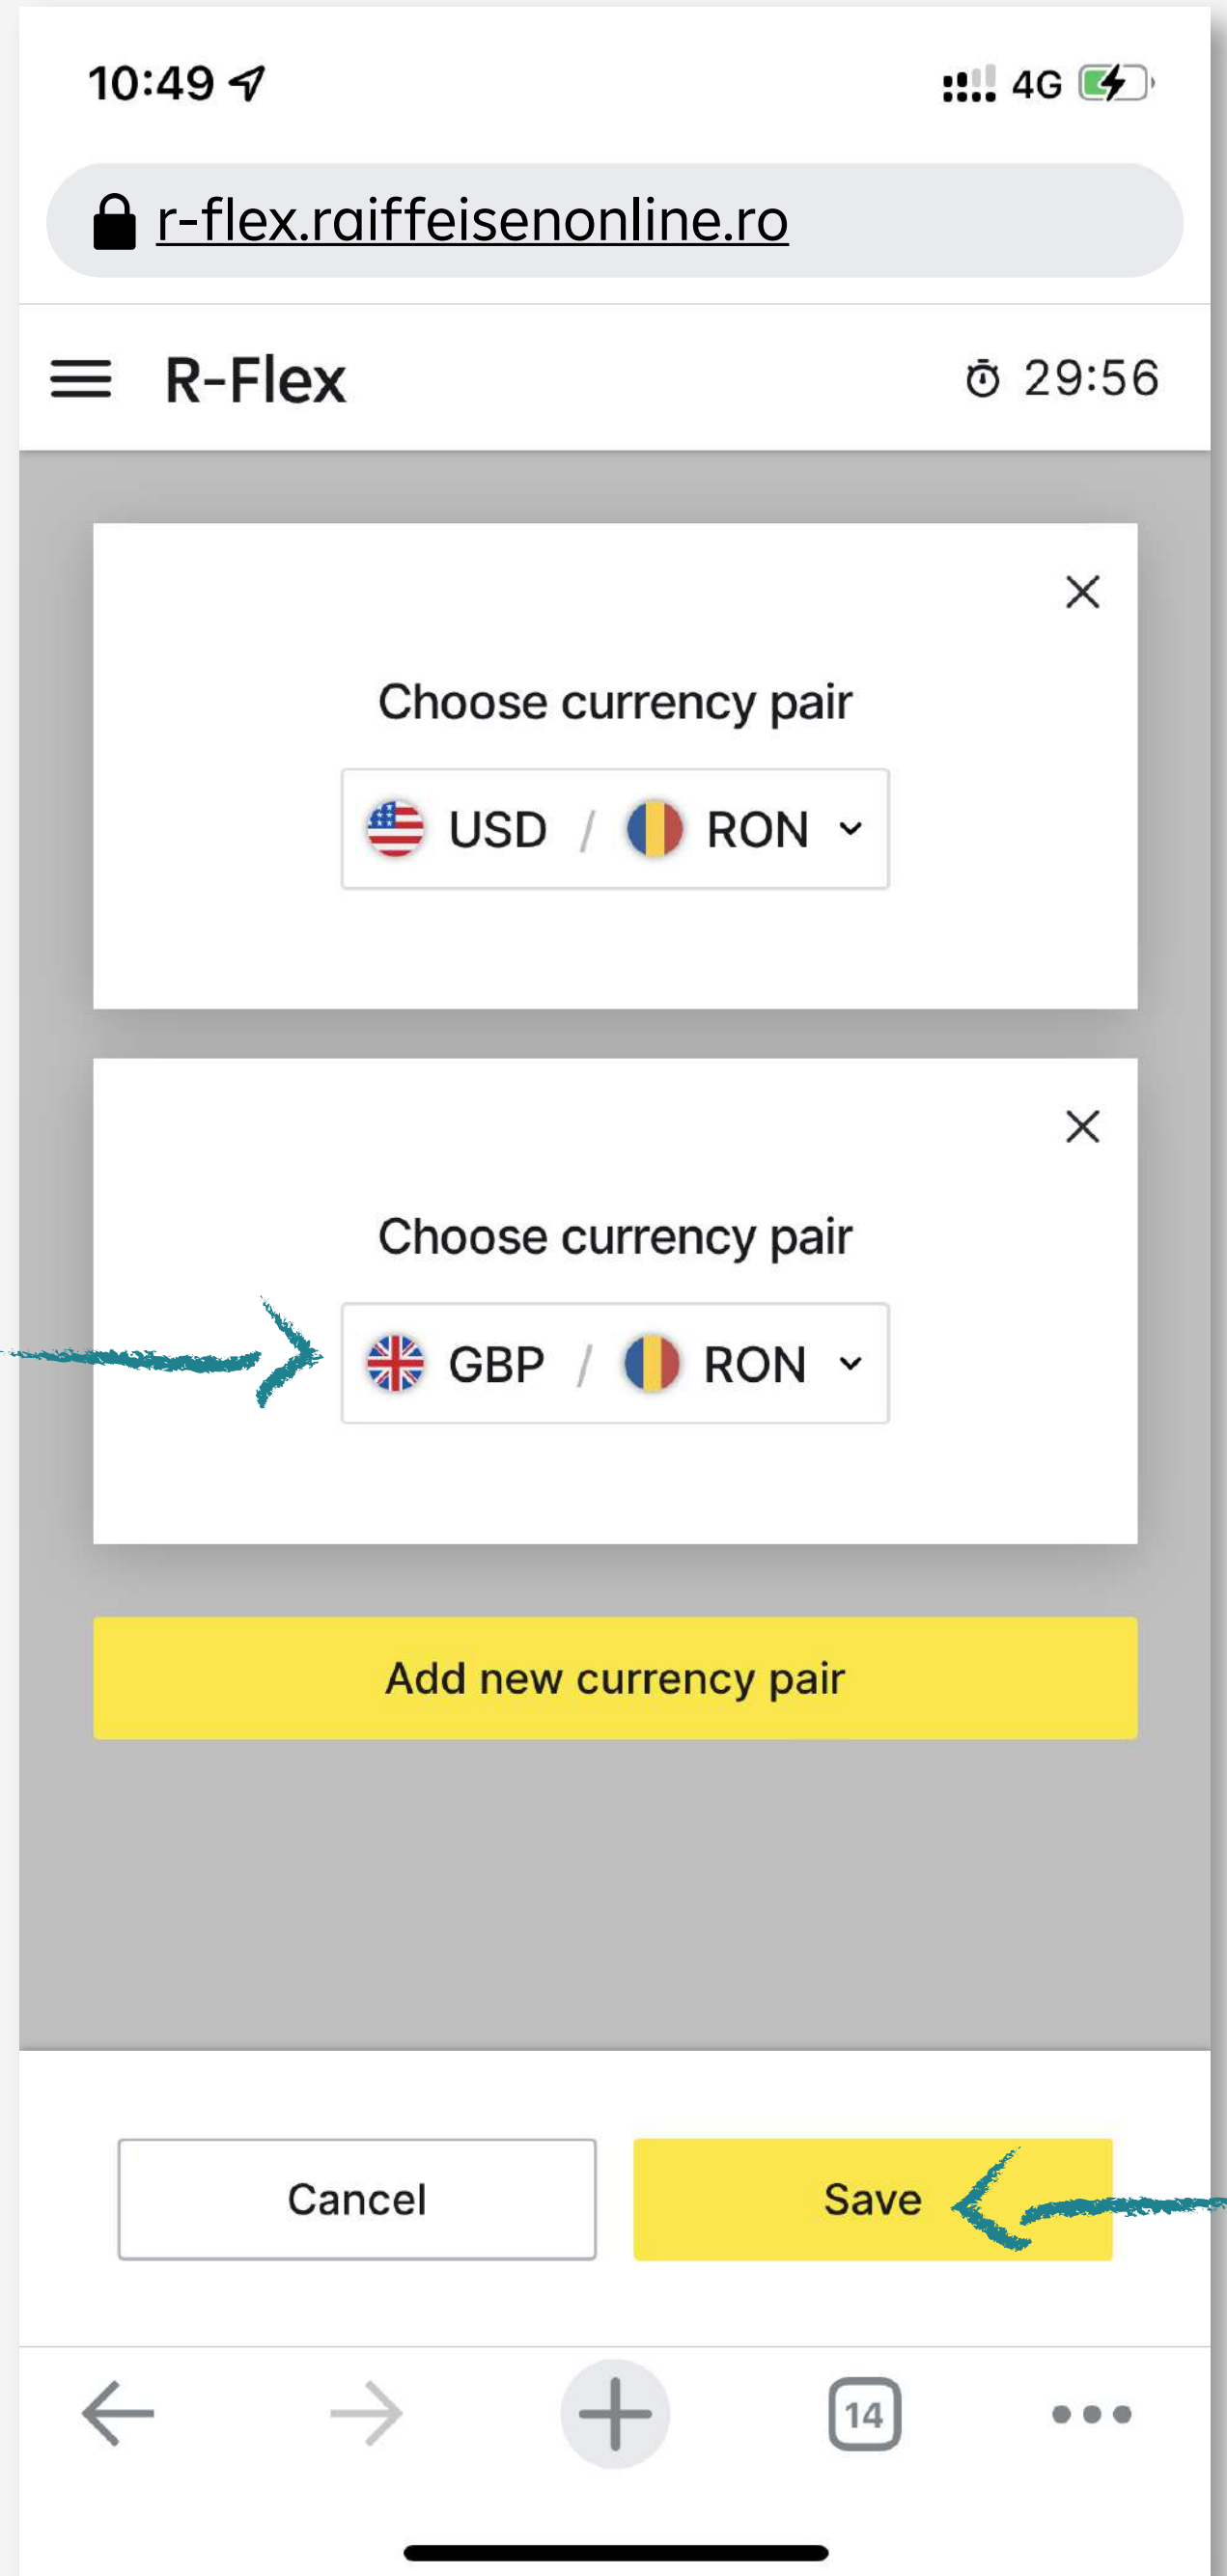 10:49
4G
r-flex.raiffeisenonline.ro
R-Flex
29:56
Choose currency pair
USD / RON
Choose currency pair
GBP / RON
Add new currency pair
Cancel
Save
14